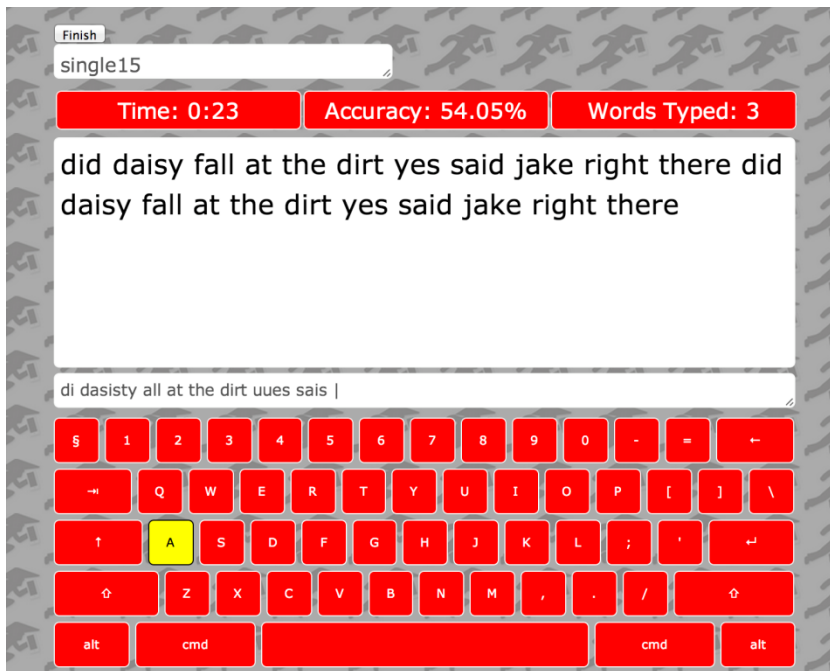 Finish
single15
Time: 0:23 Accuracy: 54.05% Words Typed: 3
did daisy fall at the dirt yes said jake right there did
daisy fall at the dirt yes said jake right there
di dasisty all at the dirt uues sais |
§ 1 2 3 4 5 6 7 8 9 0 - = ←
⇥ Q W E R T Y U I O P [ ] \
↑ A S D F G H J K L ; ' ↵
⇧ Z X C V B N M , . / ⇧
alt cmd cmd alt